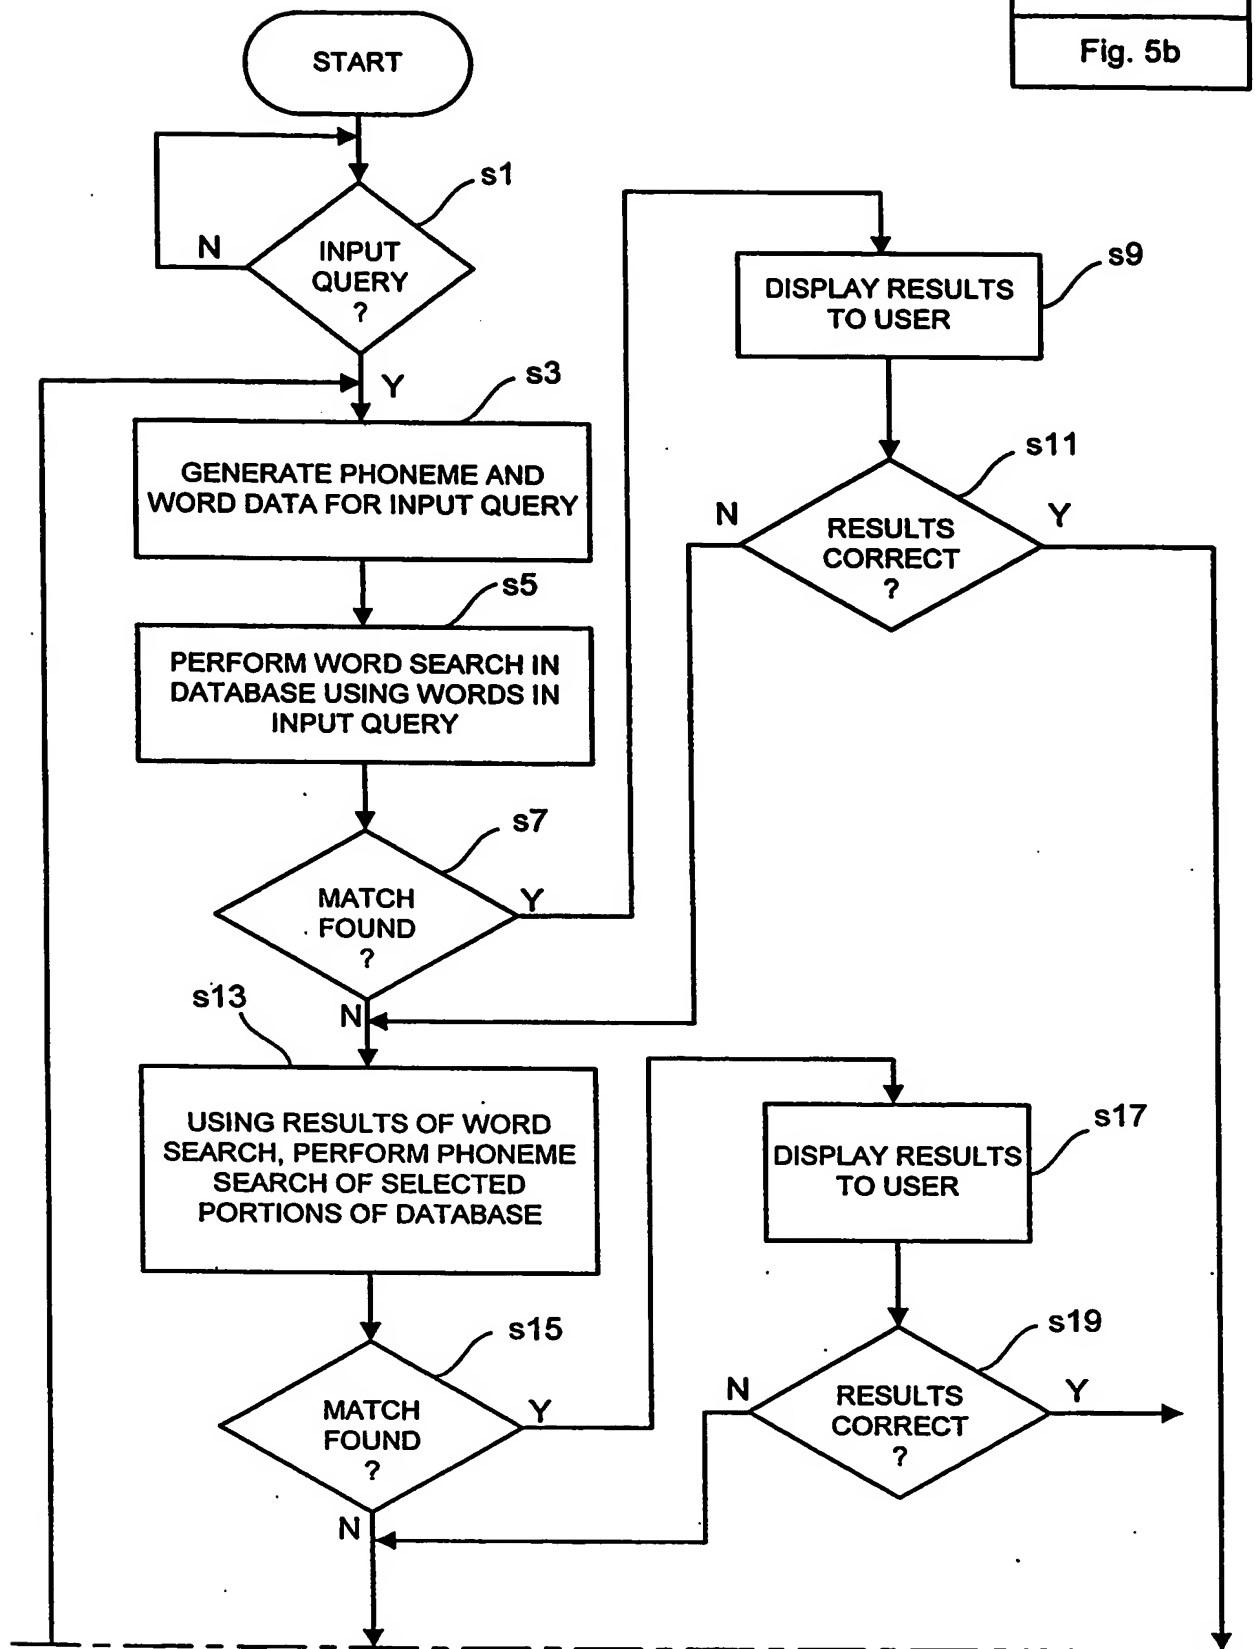 Fig. 5b
START
s1
N
INPUT
QUERY
?
Y
s3
GENERATE PHONEME AND
WORD DATA FOR INPUT QUERY
s5
PERFORM WORD SEARCH IN
DATABASE USING WORDS IN
INPUT QUERY
s7
MATCH
FOUND
?
Y
N
s9
DISPLAY RESULTS
TO USER
s11
N
RESULTS
CORRECT
?
Y
s13
USING RESULTS OF WORD
SEARCH, PERFORM PHONEME
SEARCH OF SELECTED
PORTIONS OF DATABASE
s15
MATCH
FOUND
?
Y
N
s17
DISPLAY RESULTS
TO USER
s19
N
RESULTS
CORRECT
?
Y